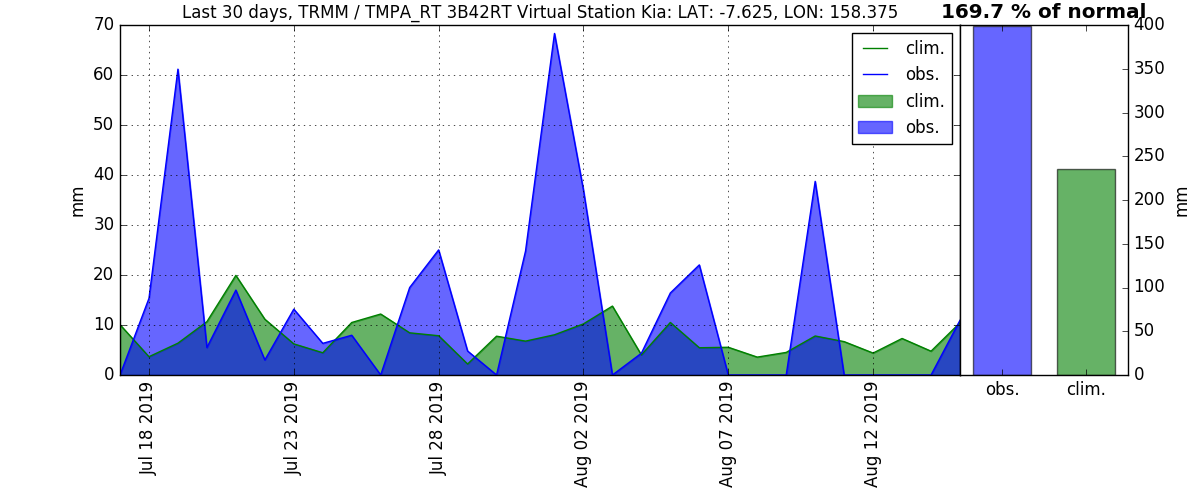 Last 30 days, TRMM / TMPA_RT 3B42RT Virtual Station Kia: LAT: -7.625, LON: 158.375
169.7 % of normal
70
60
50
40
30
20
10
0
mm
clim.
obs.
clim.
obs.
400
350
300
250
200
150
100
50
0
mm
Jul 18 2019
Jul 23 2019
Jul 28 2019
Aug 02 2019
Aug 07 2019
Aug 12 2019
obs.
clim.